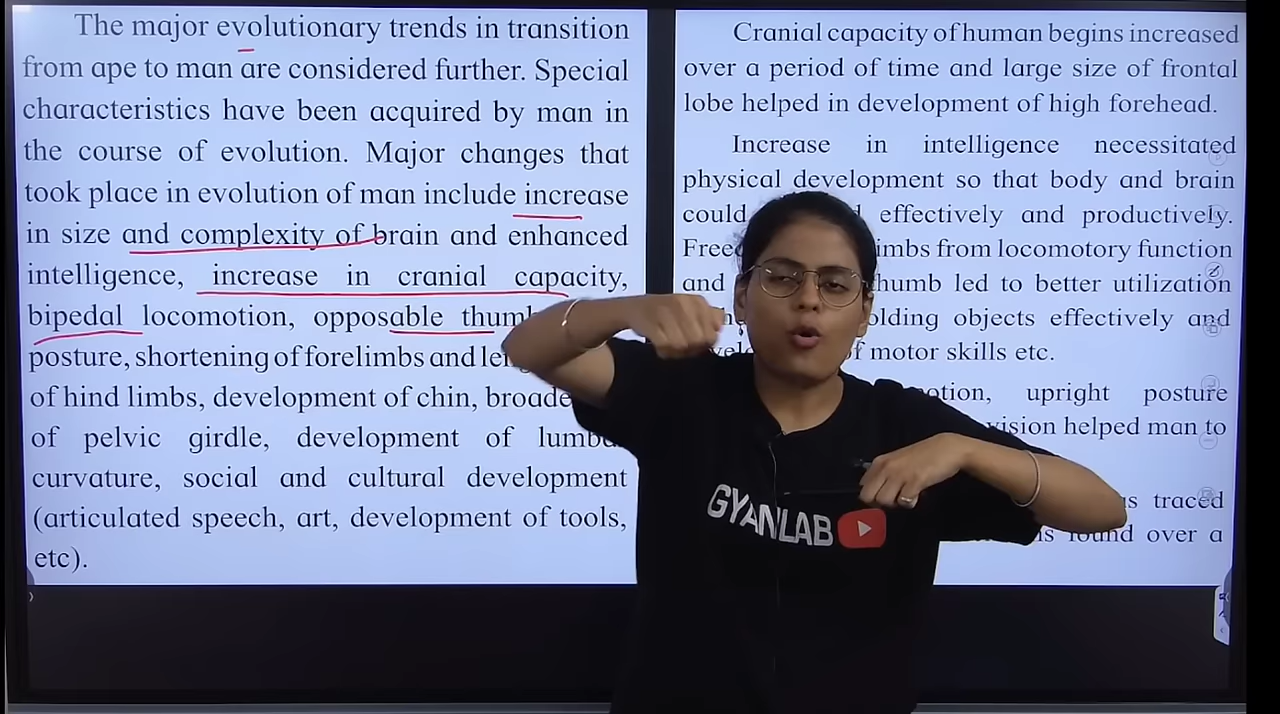 The major evolutionary trends in transition
from ape to man are considered further. Special
characteristics have been acquired by man in
the course of evolution. Major changes that
took place in evolution of man include increase
in size and complexity of brain and enhanced
intelligence, increase in cranial capacity,
bipedal locomotion, opposable
posture, shortening of forelimbs and
of hind limbs, development of chin,
of pelvic girdle, development of
curvature, social and cultural development
(articulated speech, art, development of tools,
etc).
Cranial capacity of human begins increased
over a period of time and large size of frontal
lobe helped in development of high forehead.
Increase in intelligence necessitated
physical development so that body and brain
could effectively and productively.
from locomotory function
and led to better utilization
objects effectively and
of motor skills etc.
upright posture
helped man to
traced
found over a
GYANLAB